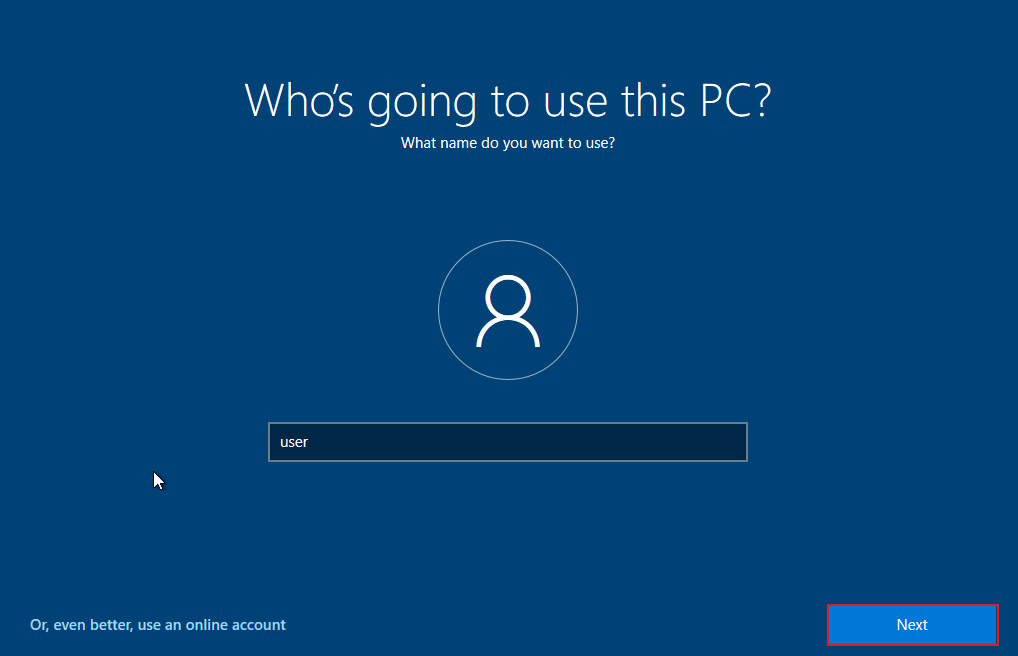 Who’s going to use this PC?
What name do you want to use?
user
Or, even better, use an online account
Next